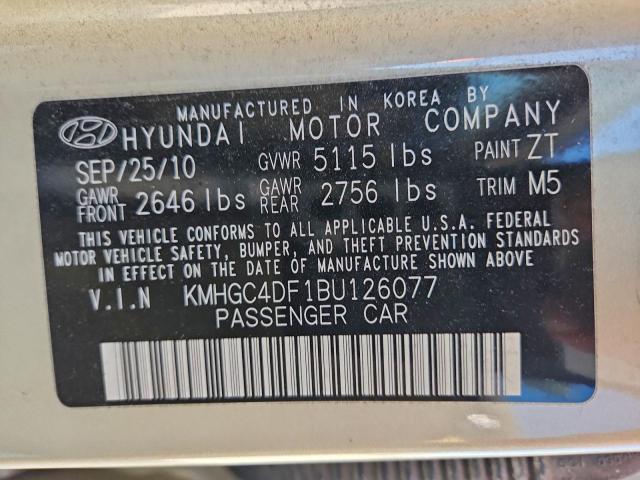 MANUFACTURED IN KOREA BY
HYUNDAI MOTOR COMPANY
SEP/25/10 GVWR 5115 lbs PAINT ZT
GAWR FRONT 2646 lbs GAWR REAR 2756 lbs TRIM M5
THIS VEHICLE CONFORMS TO ALL APPLICABLE U.S.A. FEDERAL
MOTOR VEHICLE SAFETY, BUMPER, AND THEFT PREVENTION STANDARDS
IN EFFECT ON THE DATE OF MANUFACTURE SHOWN ABOVE
V.I.N KMHGC4DF1BU126077
PASSENGER CAR